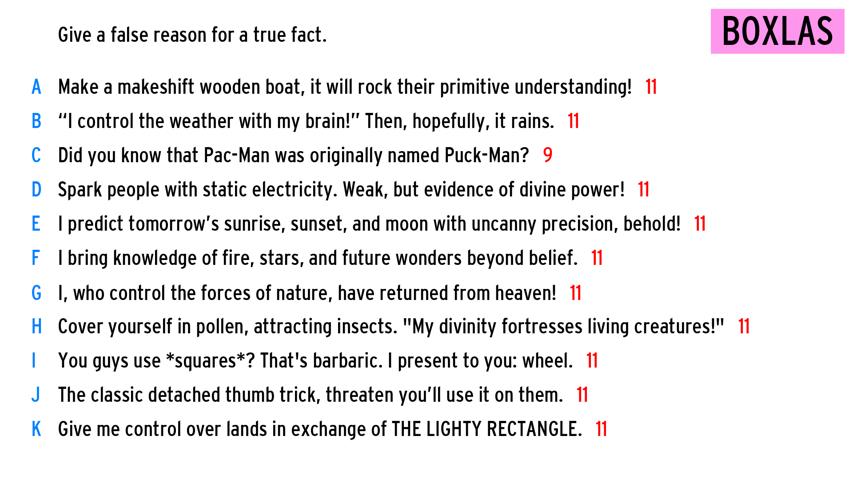 Give a false reason for a true fact.
BOXLAS
A Make a makeshift wooden boat, it will rock their primitive understanding! 11
B “I control the weather with my brain!” Then, hopefully, it rains. 11
C Did you know that Pac-Man was originally named Puck-Man? 9
D Spark people with static electricity. Weak, but evidence of divine power! 11
E I predict tomorrow’s sunrise, sunset, and moon with uncanny precision, behold! 11
F I bring knowledge of fire, stars, and future wonders beyond belief. 11
G I, who control the forces of nature, have returned from heaven! 11
H Cover yourself in pollen, attracting insects. "My divinity fortresses living creatures!" 11
I You guys use *squares*? That's barbaric. I present to you: wheel. 11
J The classic detached thumb trick, threaten you’ll use it on them. 11
K Give me control over lands in exchange of THE LIGHTY RECTANGLE. 11